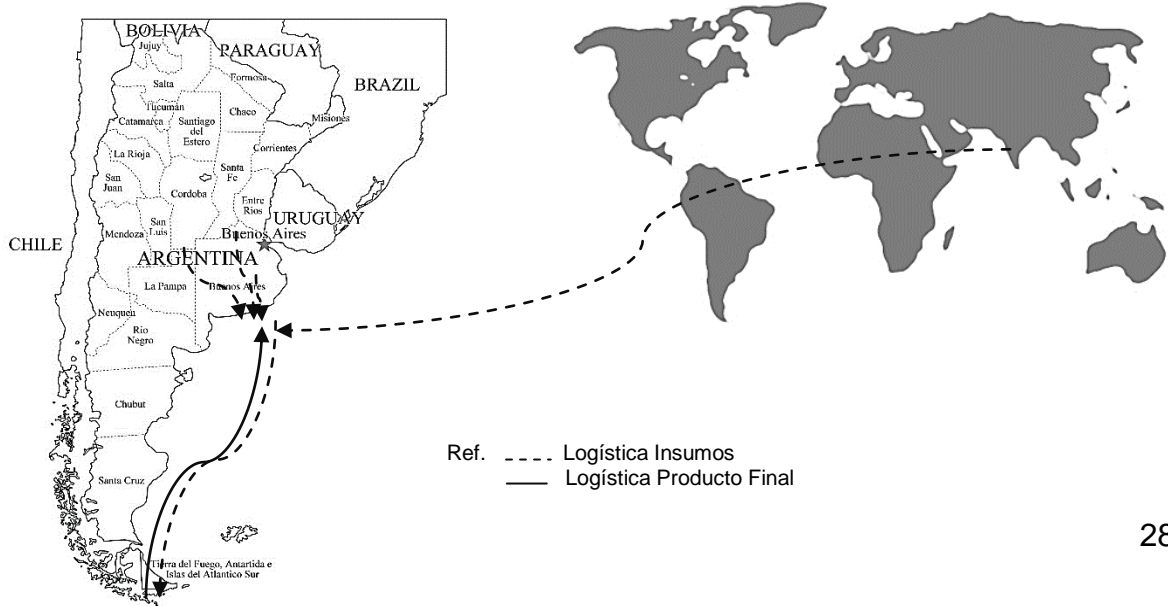 BOLIVIA
Jujuy
PARAGUAY
Formosa
BRAZIL
Salta
Chaco
Tucumán
Misiones
Catamarca
Santiago
del
Estero
Corrientes
La Rioja
Santa
Fe
San
Juan
Cordoba
Entre
Rios
URUGUAY
San
Luis
Mendoza
Buenos Aires
CHILE
ARGENTINA
La Pampa
Buenos Aires
Neuquen
Rio
Negro
Chubut
Santa Cruz
Tierra del Fuego, Antartida e
Islas del Atlantico Sur
Ref. Logística Insumos
Logística Producto Final
28